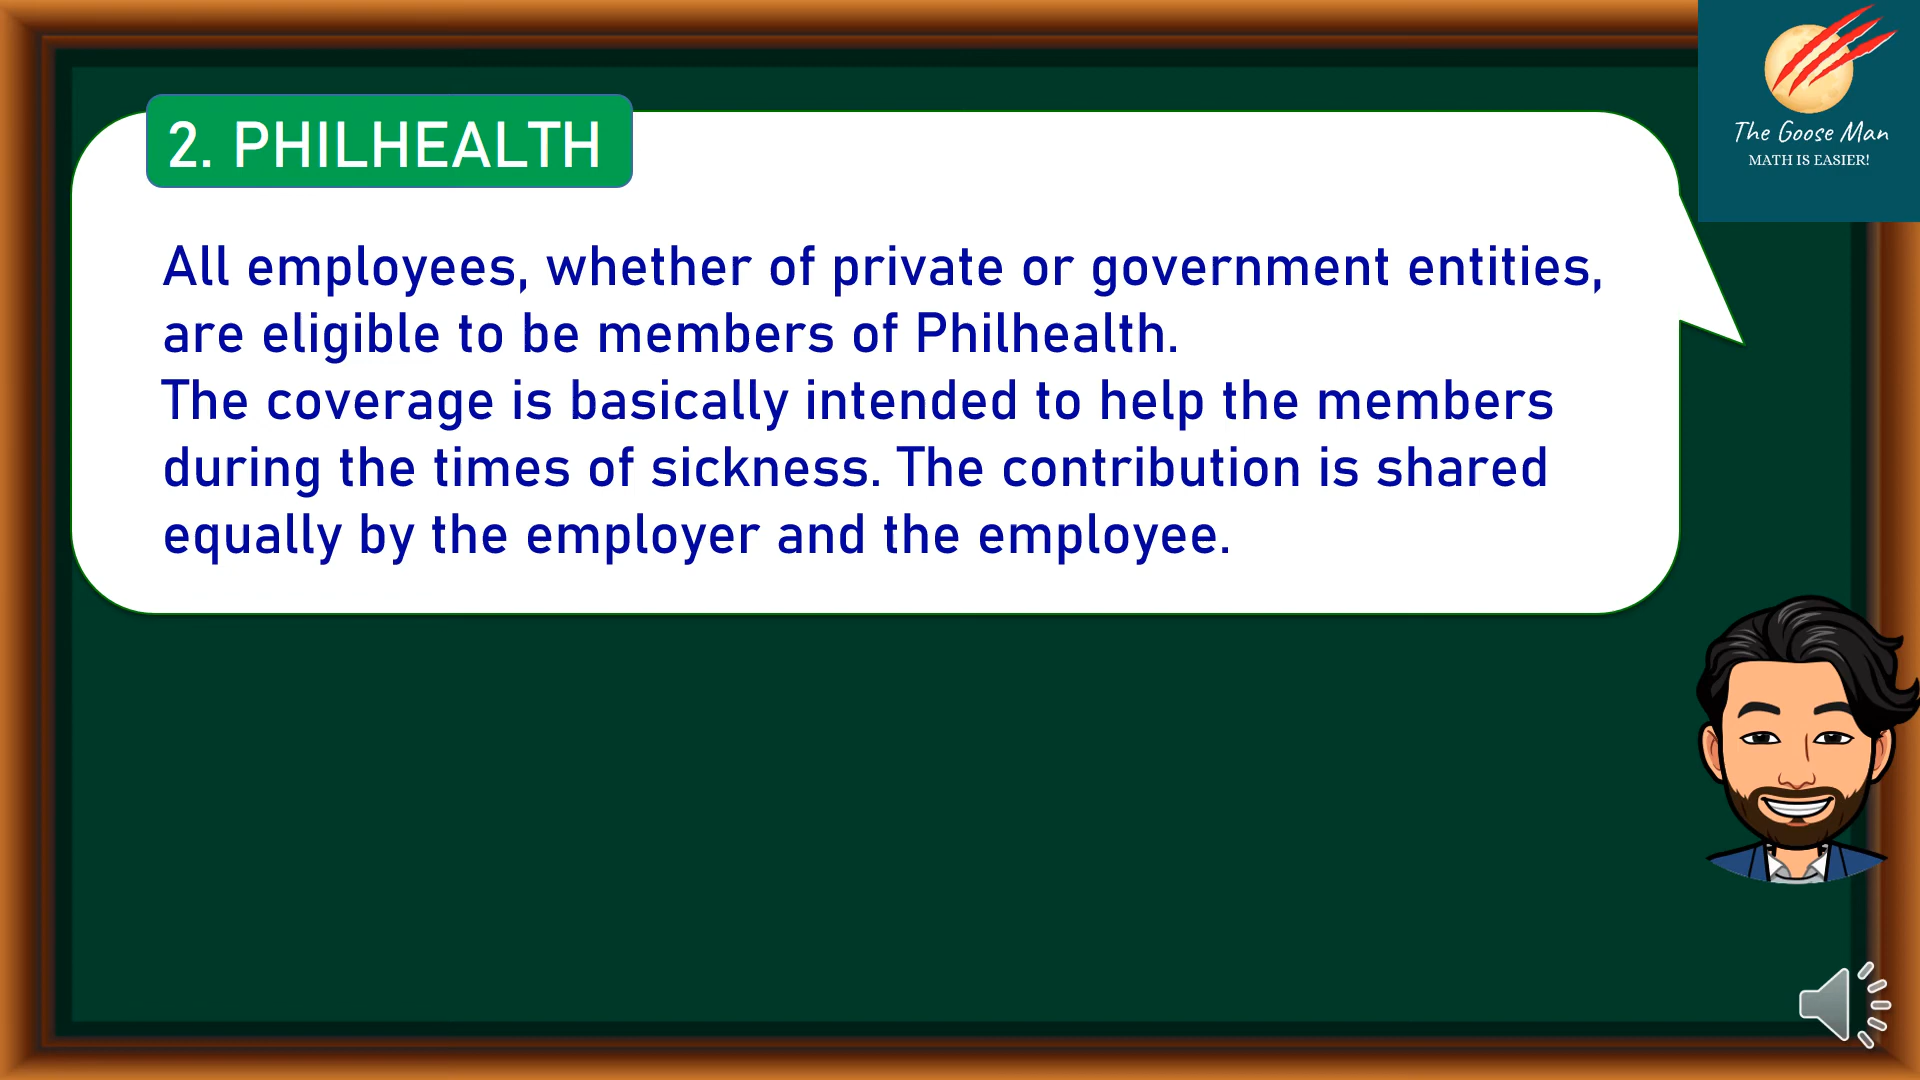 The Goose Man
MATH IS EASIER!
2. PHILHEALTH
All employees, whether of private or government entities,
are eligible to be members of Philhealth.
The coverage is basically intended to help the members
during the times of sickness. The contribution is shared
equally by the employer and the employee.